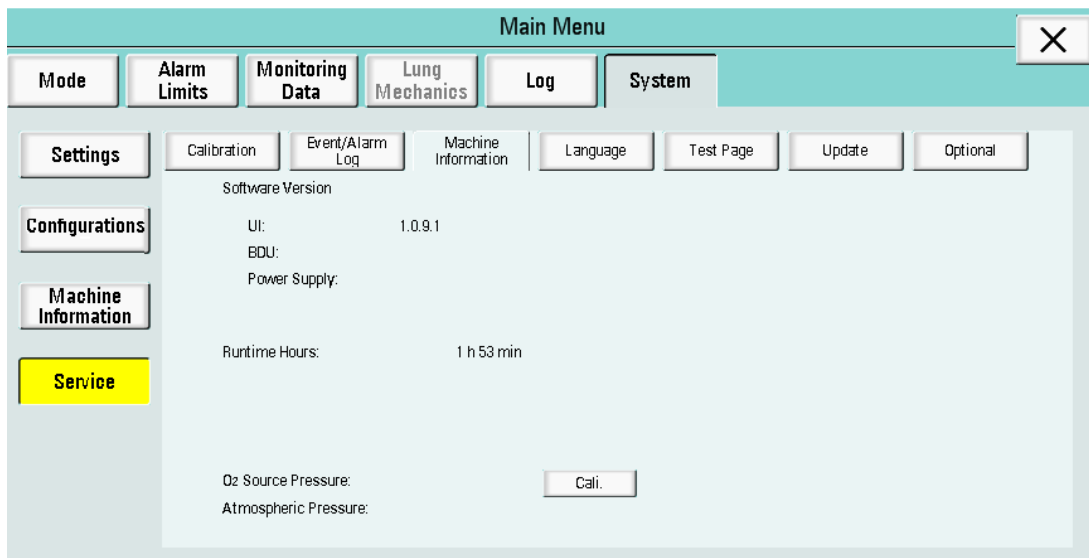 Main Menu
Mode
Alarm
Limits
Monitoring
Data
Lung
Mechanics
Log
System
Settings
Configurations
Machine
Information
Service
Calibration
Event/Alarm
Log
Machine
Information
Language
Test Page
Update
Optional
Software Version
UI: 1.0.9.1
BDU:
Power Supply:
Runtime Hours: 1 h 53 min
O2 Source Pressure: Cali.
Atmospheric Pressure: